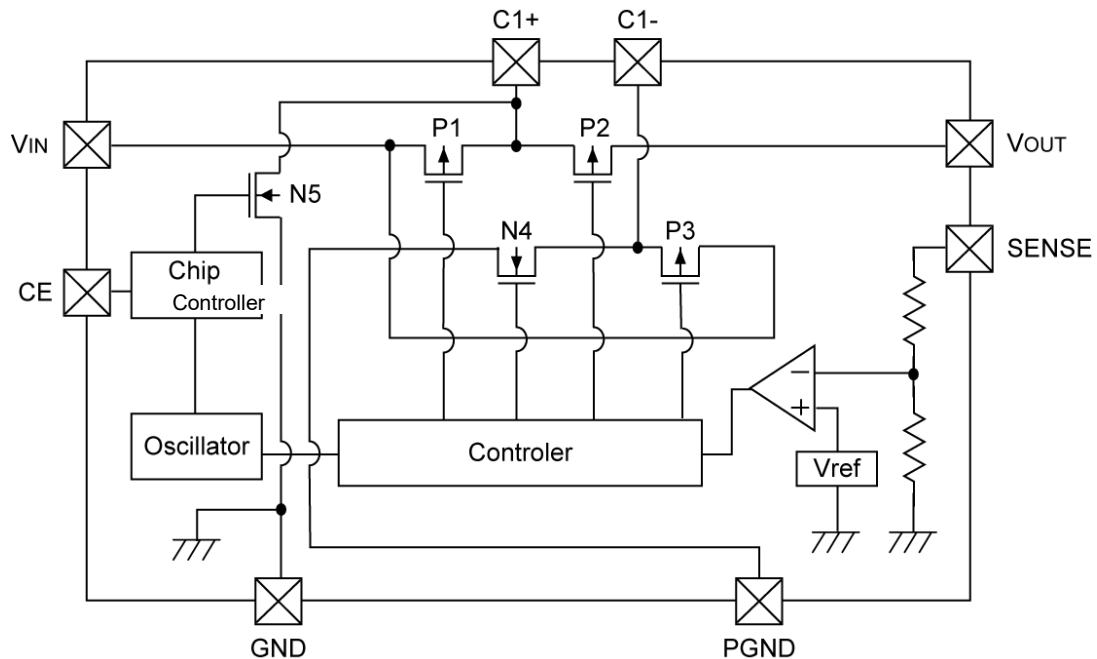 C1+ C1-
VIN
P1 P2
VOUT
N5
N4 P3
SENSE
CE
Chip
Controller
−
+
Oscillator
Controler
Vref
GND
PGND